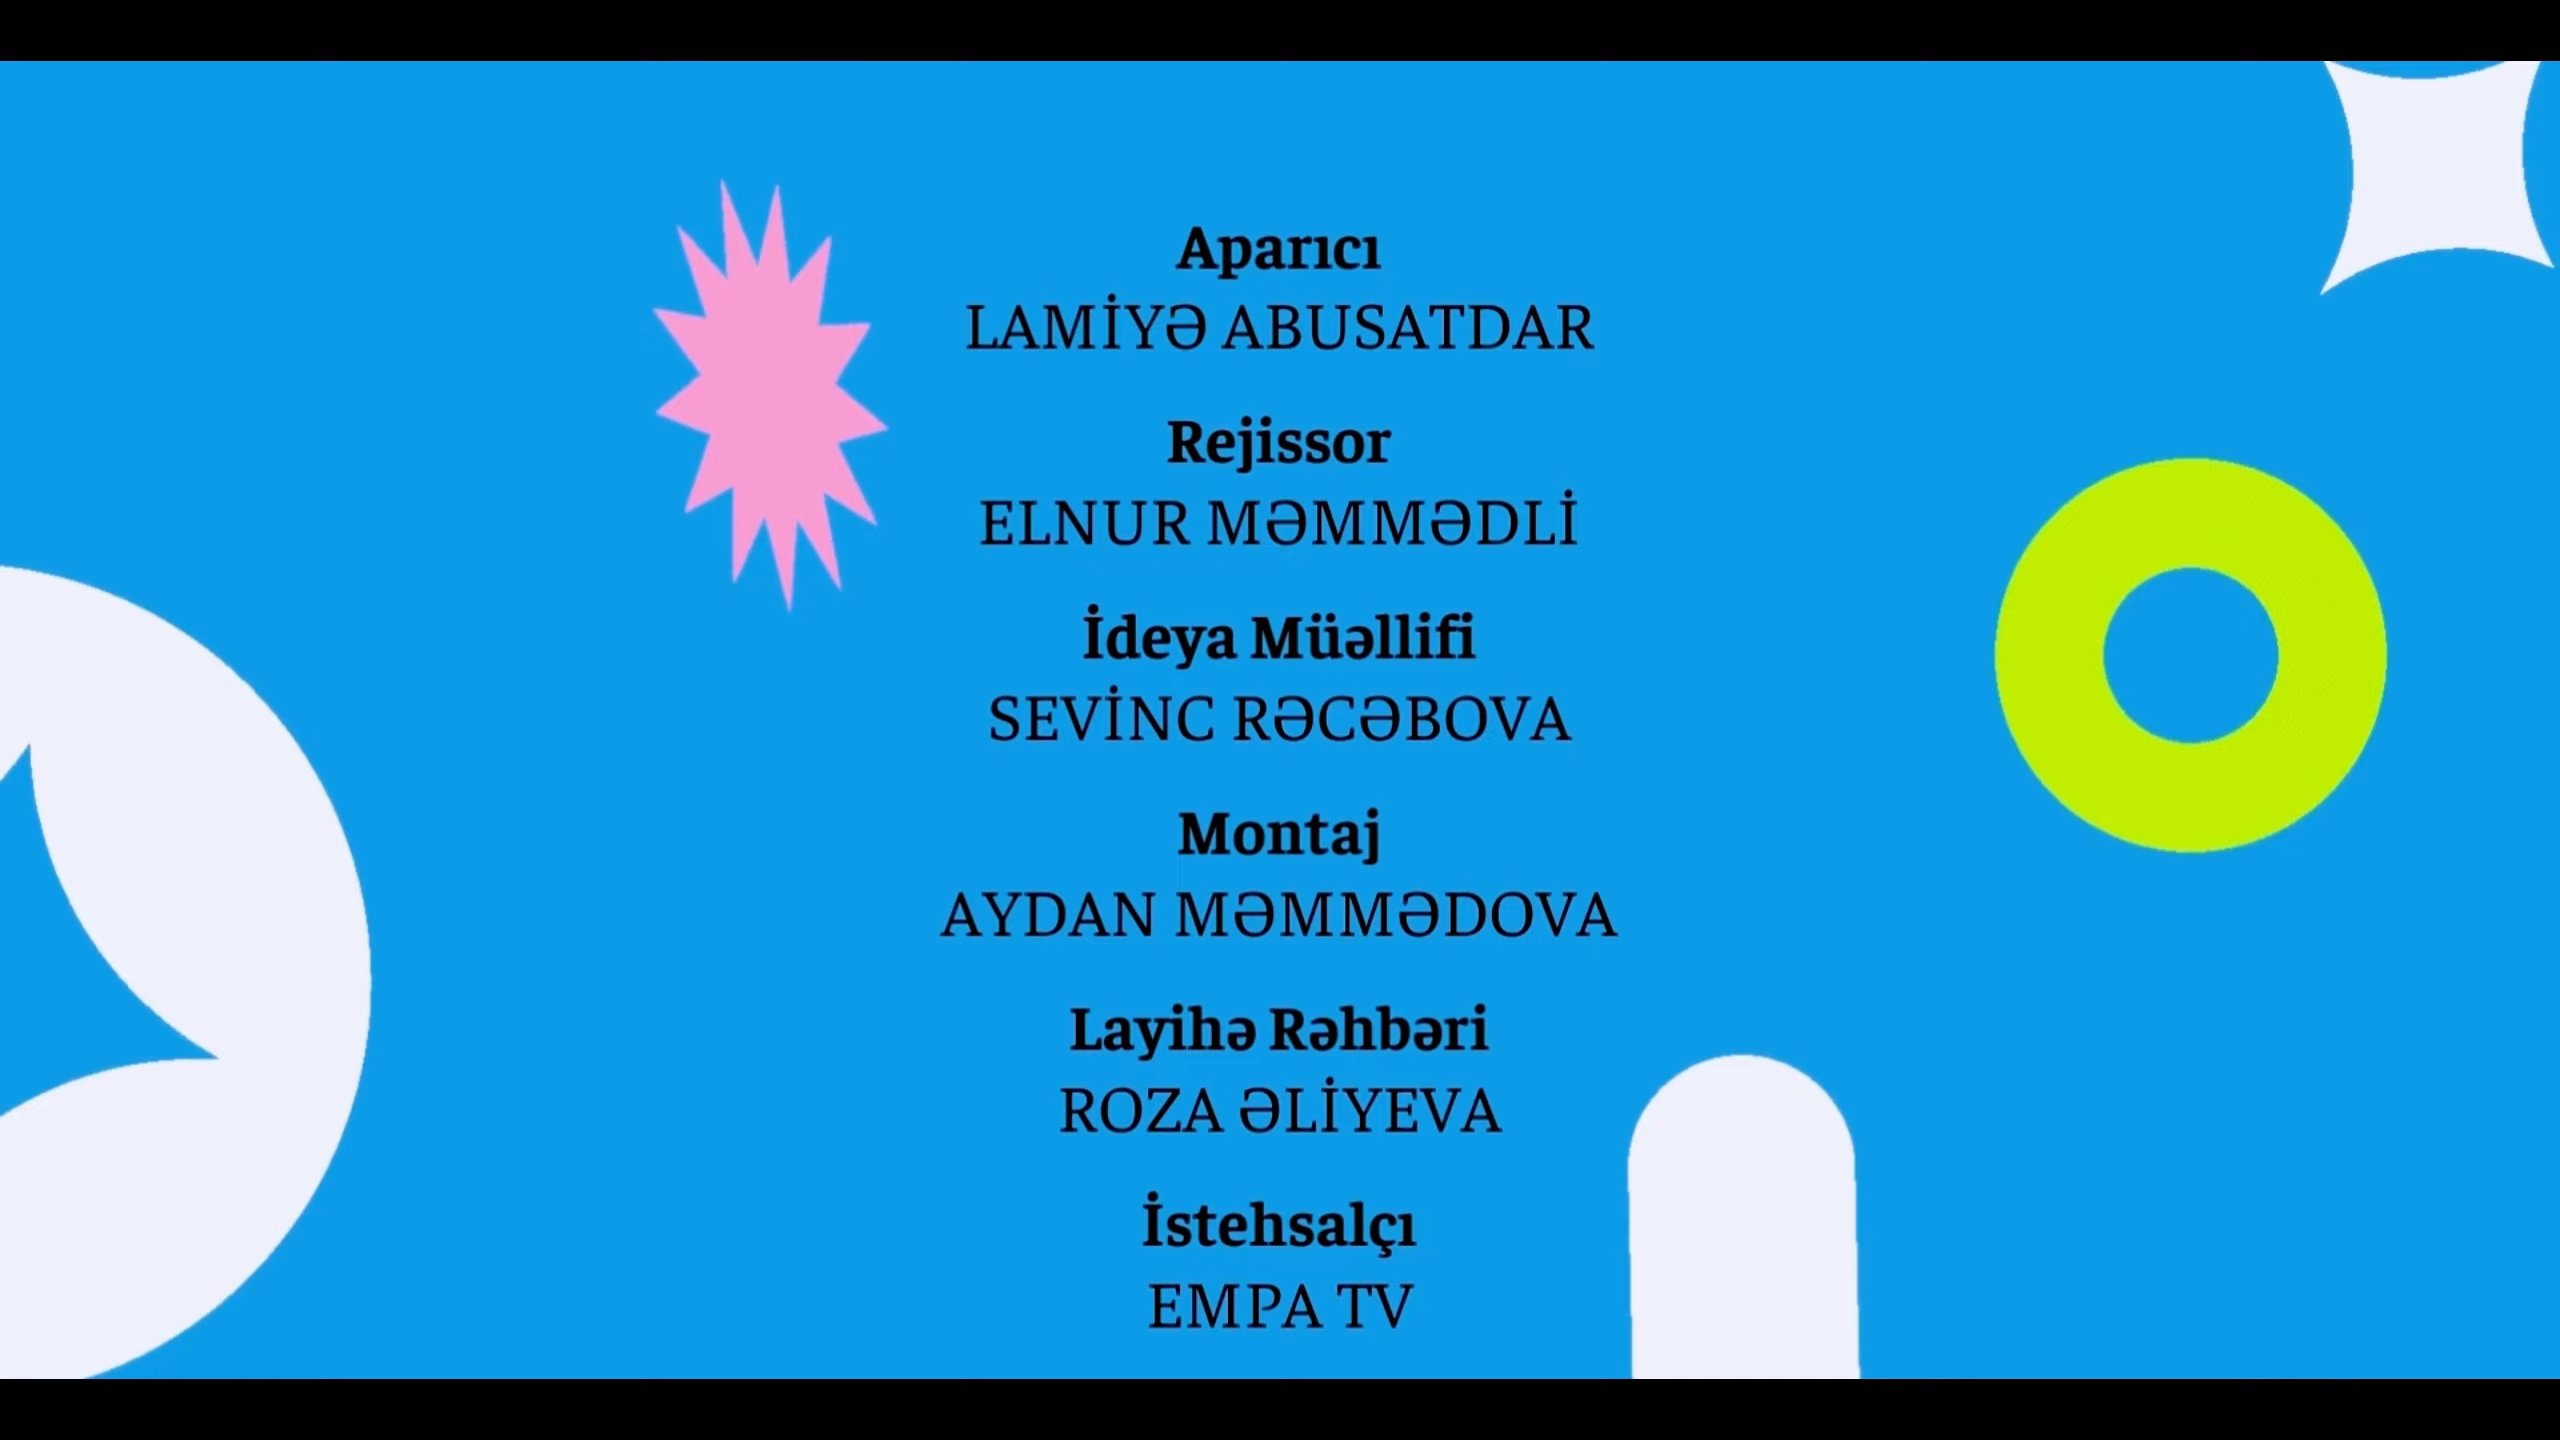 Aparıcı
LAMİYƏ ABUSATDAR
Rejissor
ELNUR MƏMMƏDLİ
İdeya Müəllifi
SEVİNC RƏCƏBOVA
Montaj
AYDAN MƏMMƏDOVA
Layihə Rəhbəri
ROZA ƏLİYEVA
İstehsalçı
EMPA TV